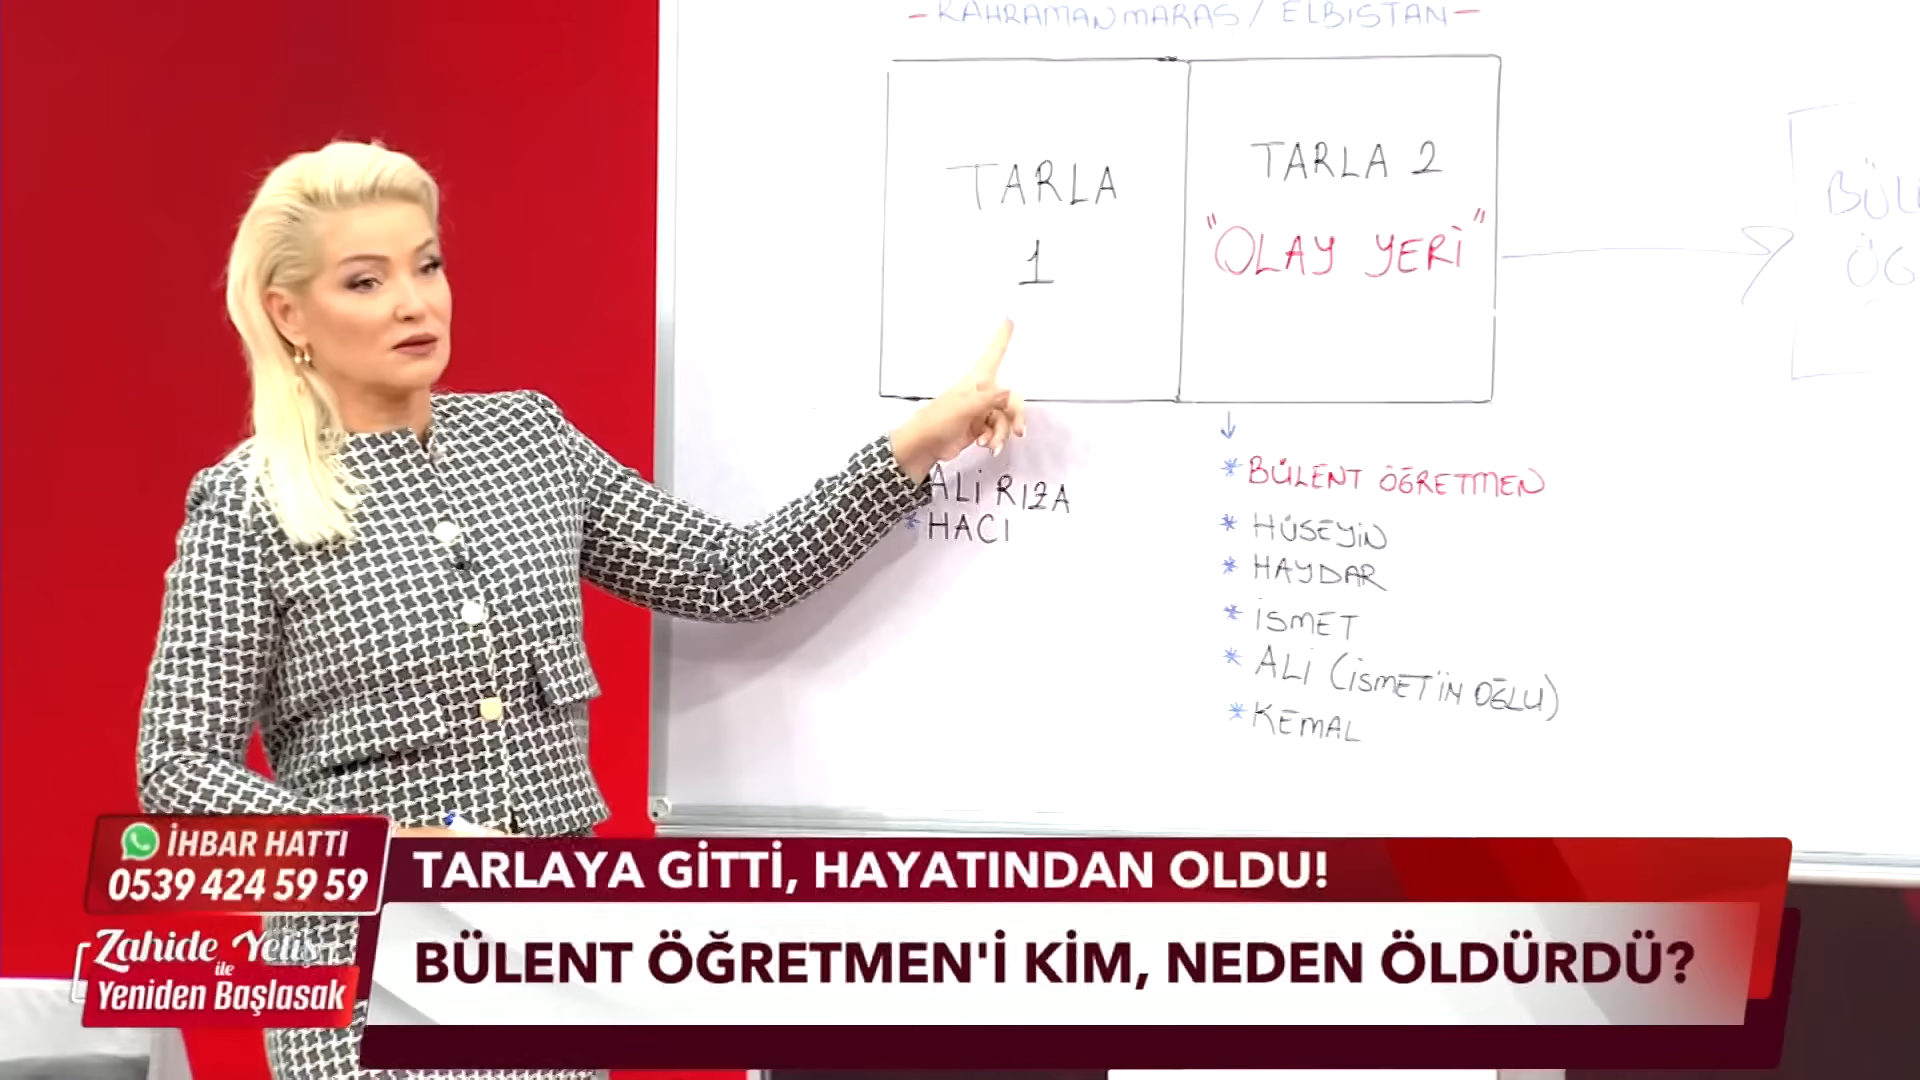 -KAHRAMANMARAŞ / ELBİSTAN-
TARLA
1
TARLA 2
"OLAY YERİ"
ALİ RIZA
* HACI
* BÜLENT ÖĞRETMEN
* HÜSEYİN
* HAYDAR
* İSMET
* ALİ (İSMET'İN OĞLU)
* KEMAL
İHBAR HATTI
0539 424 59 59
TARLAYA GİTTİ, HAYATINDAN OLDU!
BÜLENT ÖĞRETMEN'İ KİM, NEDEN ÖLDÜRDÜ?
Zahide Yetiş
ile
Yeniden Başlasak